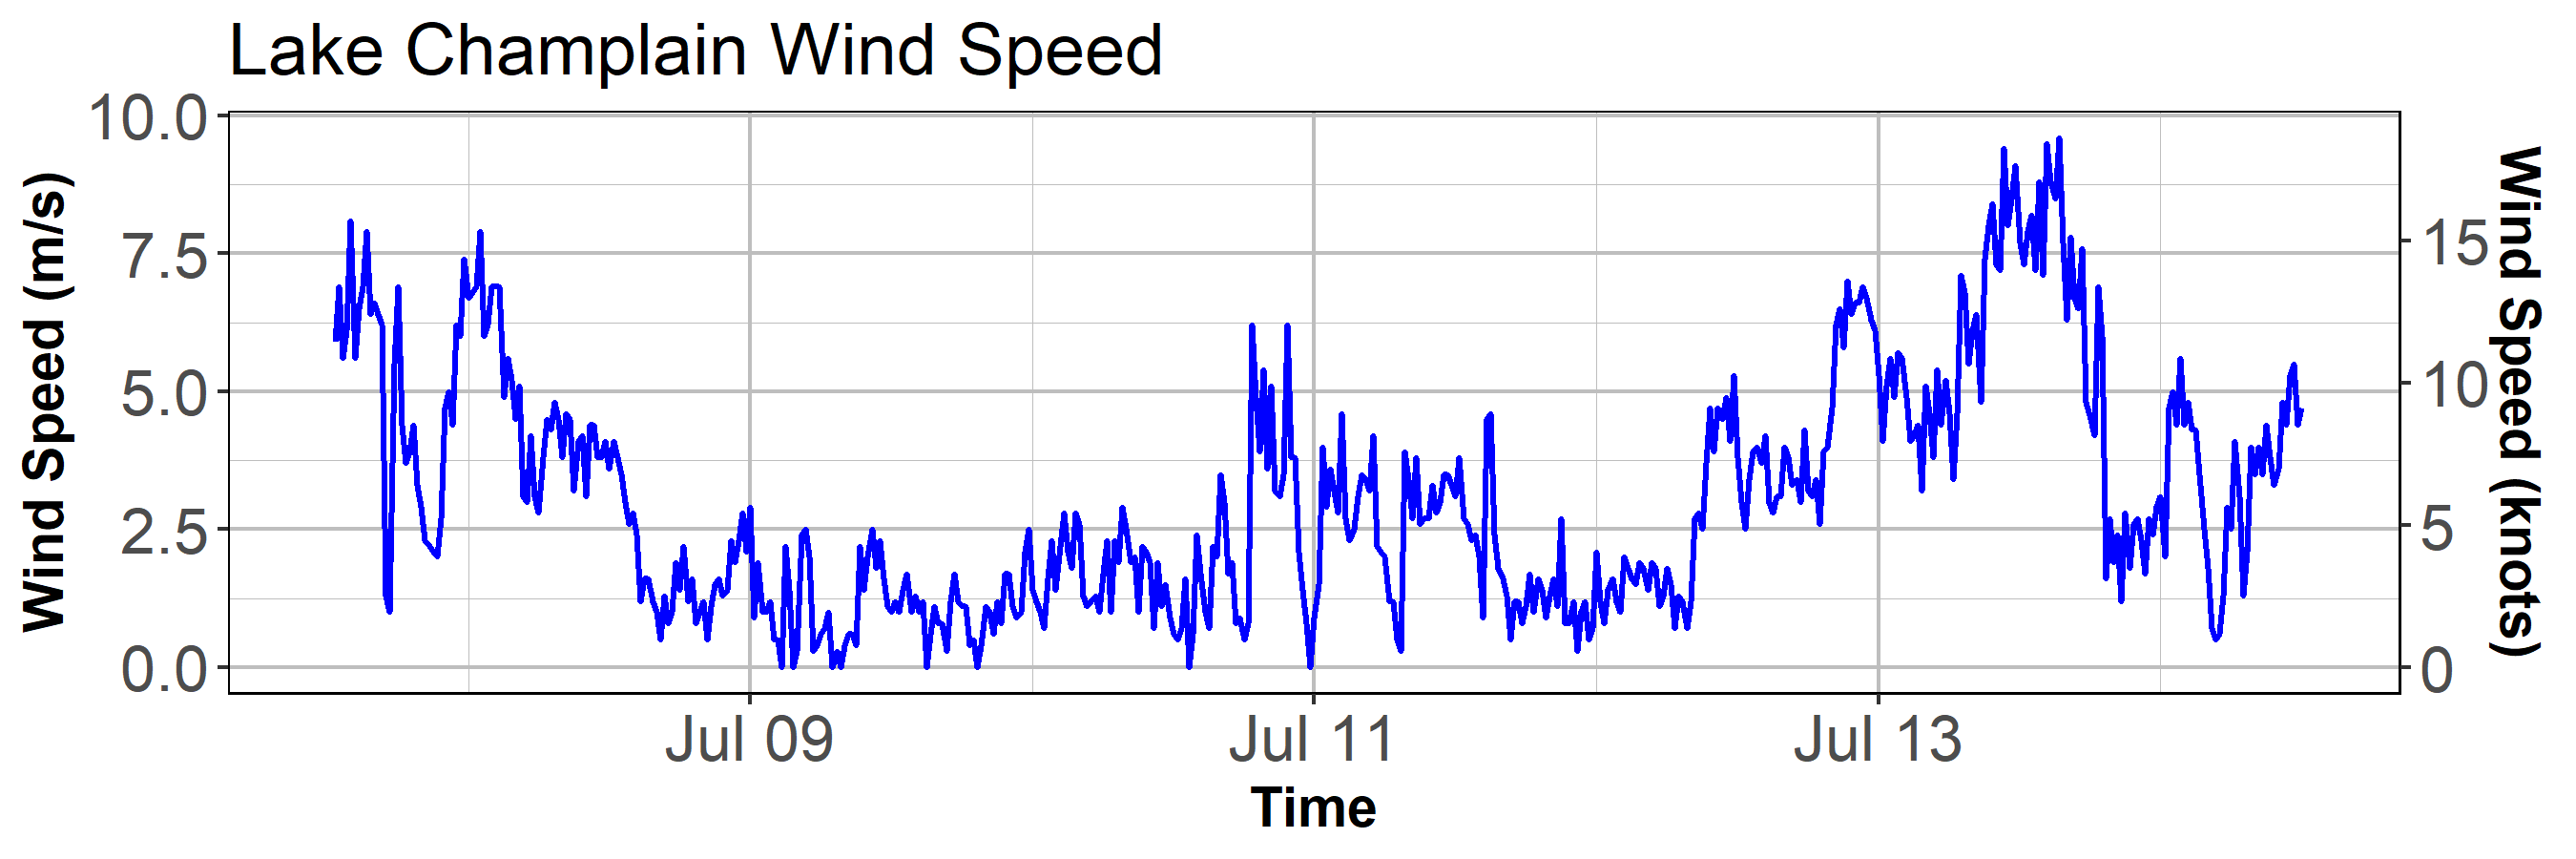 Lake Champlain Wind Speed
10.0
7.5
5.0
2.5
0.0
Wind Speed (m/s)
15
10
5
0
Wind Speed (knots)
Jul 09
Jul 11
Jul 13
Time